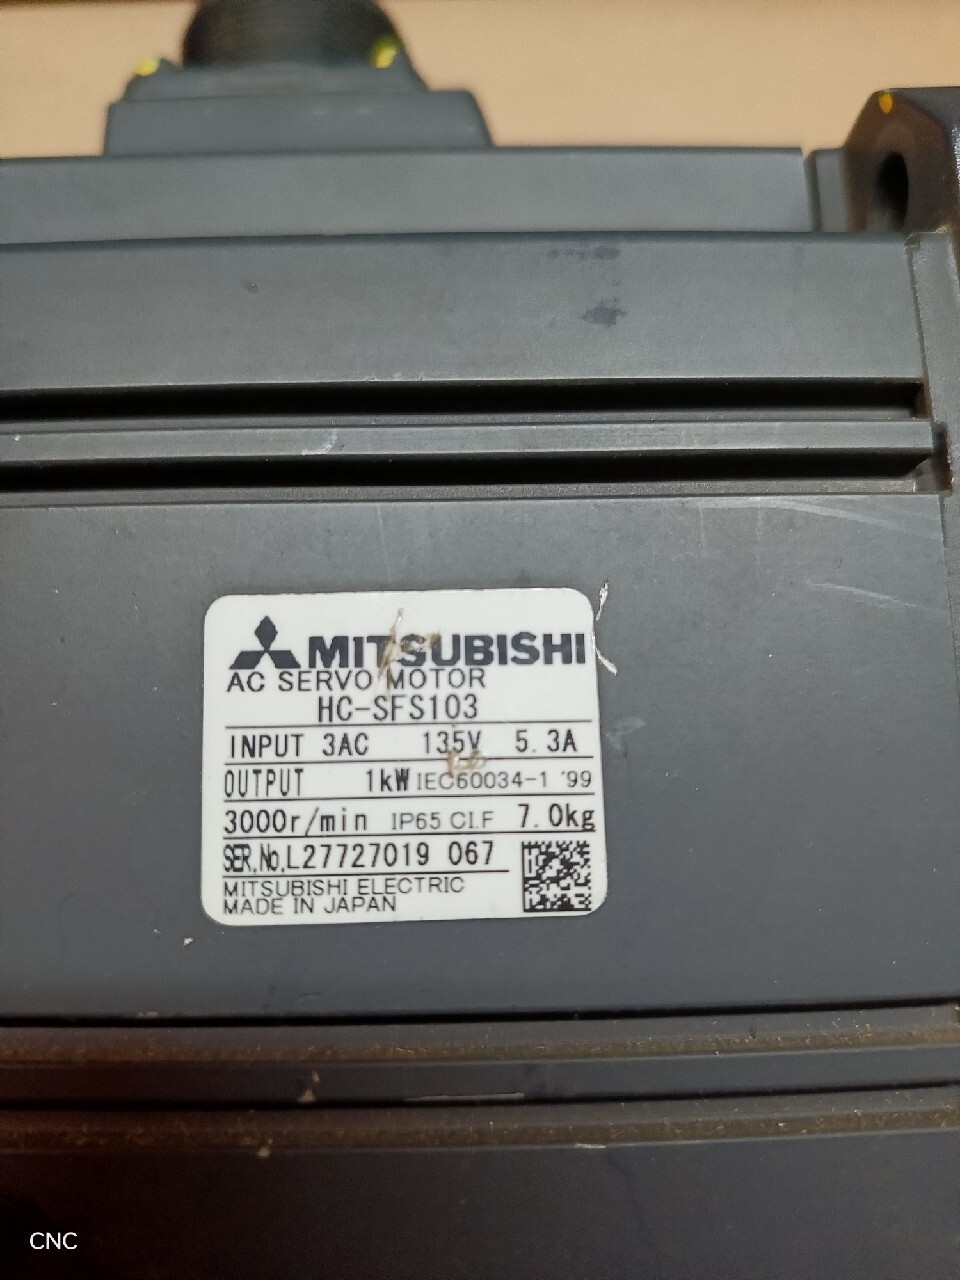 MITSUBISHI
AC SERVO MOTOR
HC-SFS103
INPUT 3AC 135V 5.3A
OUTPUT 1kW IEC60034-1 '99
3000r/min IP65 CI.F 7.0kg
SER.No.L27727019 067
MITSUBISHI ELECTRIC
MADE IN JAPAN
CNC